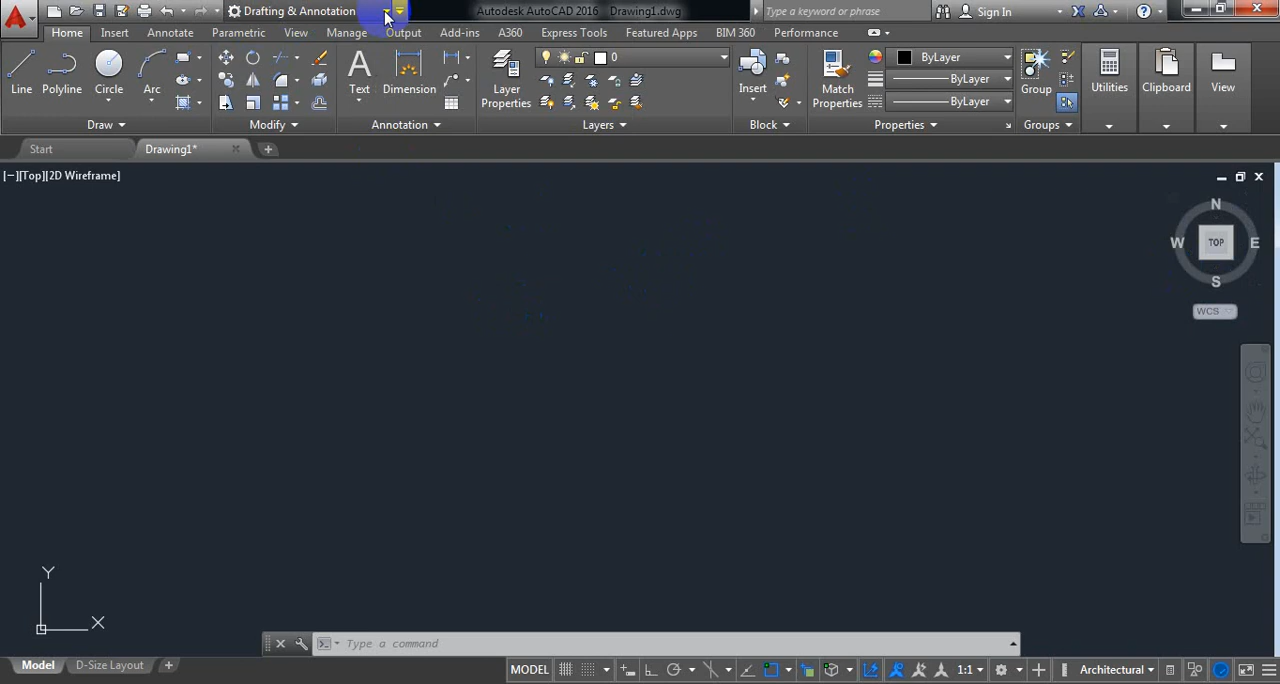 Drafting & Annotation
Autodesk AutoCAD 2016 Drawing1.dwg
Type a keyword or phrase
Sign In
Home Insert Annotate Parametric View Manage Output Add-ins A360 Express Tools Featured Apps BIM 360 Performance
Line Polyline Circle Arc
Text Dimension
Layer Properties
0
Insert
Match Properties
ByLayer
ByLayer
ByLayer
Group
Utilities Clipboard View
Draw Modify Annotation Layers Block Properties Groups
Start Drawing1*
[−][Top][2D Wireframe]
N
W TOP E
S
WCS
Y
X
Type a command
Model D-Size Layout
MODEL 1:1 Architectural